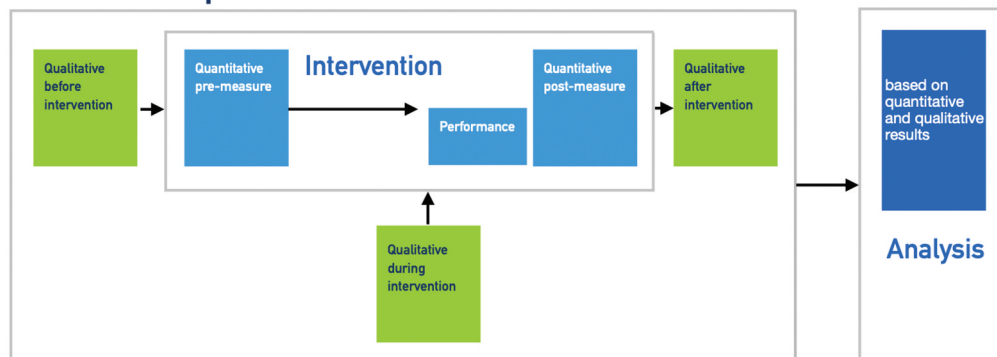 Qualitative
before
intervention
Quantitative
pre-measure
Intervention
Performance
Quantitative
post-measure
Qualitative
after
intervention
Qualitative
during
intervention
based on
quantitative
and qualitative
results
Analysis